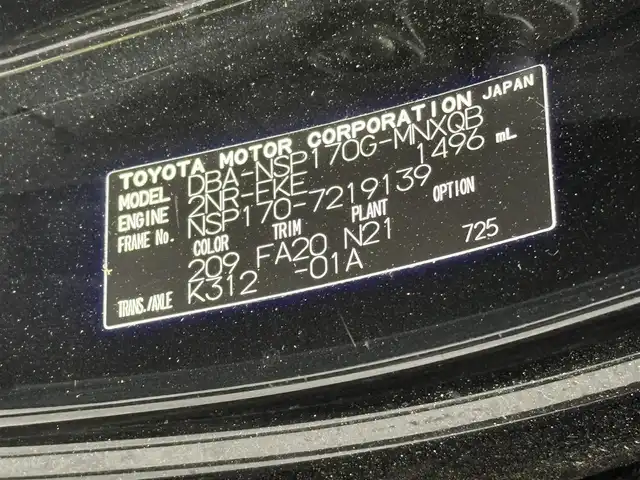 TOYOTA MOTOR CORPORATION JAPAN
MODEL DBA-NSP170G-MNXQB
ENGINE 2NR-FKE 1496 mL
FRAME No. NSP170-7219139
COLOR TRIM PLANT OPTION
209 FA20 N21 725
TRANS./AXLE K312 -01A